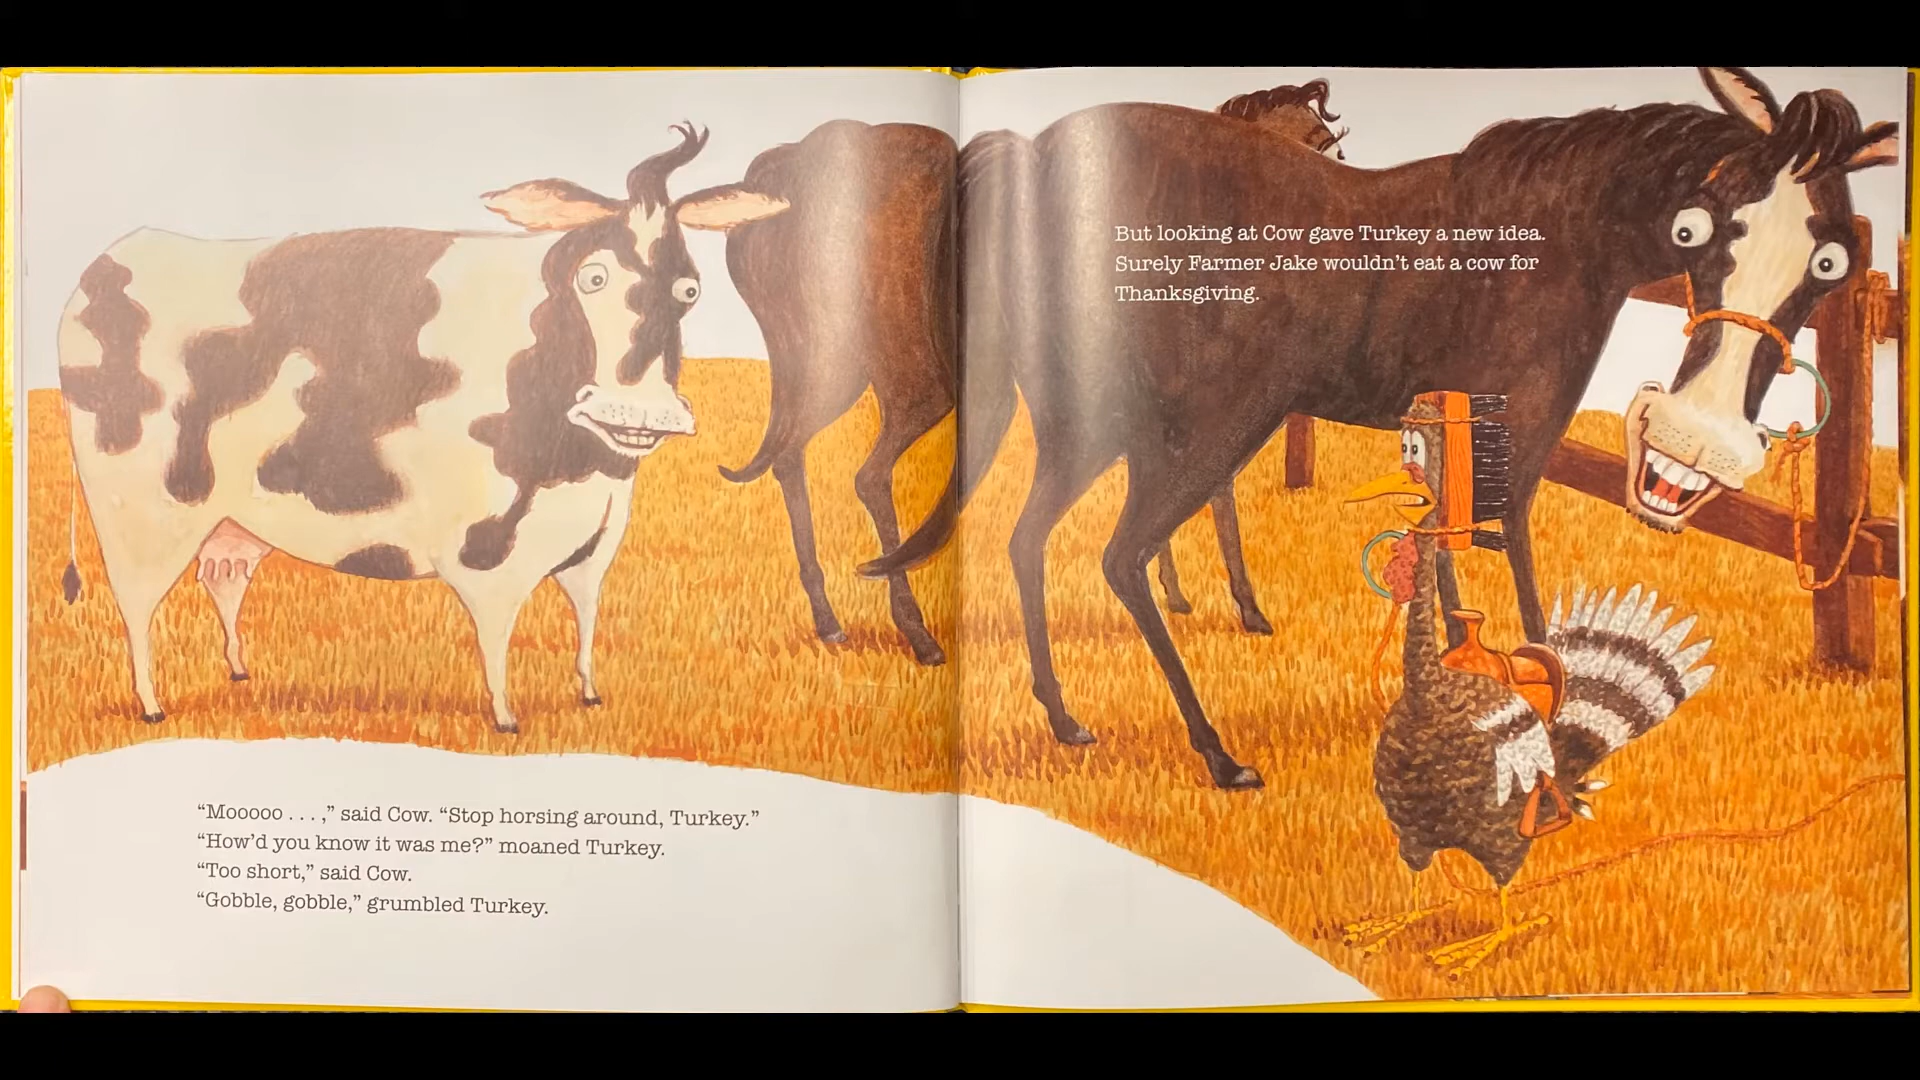 “Mooooo . . . ,” said Cow. “Stop horsing around, Turkey.”
“How’d you know it was me?” moaned Turkey.
“Too short,” said Cow.
“Gobble, gobble,” grumbled Turkey.
But looking at Cow gave Turkey a new idea.
Surely Farmer Jake wouldn’t eat a cow for
Thanksgiving.